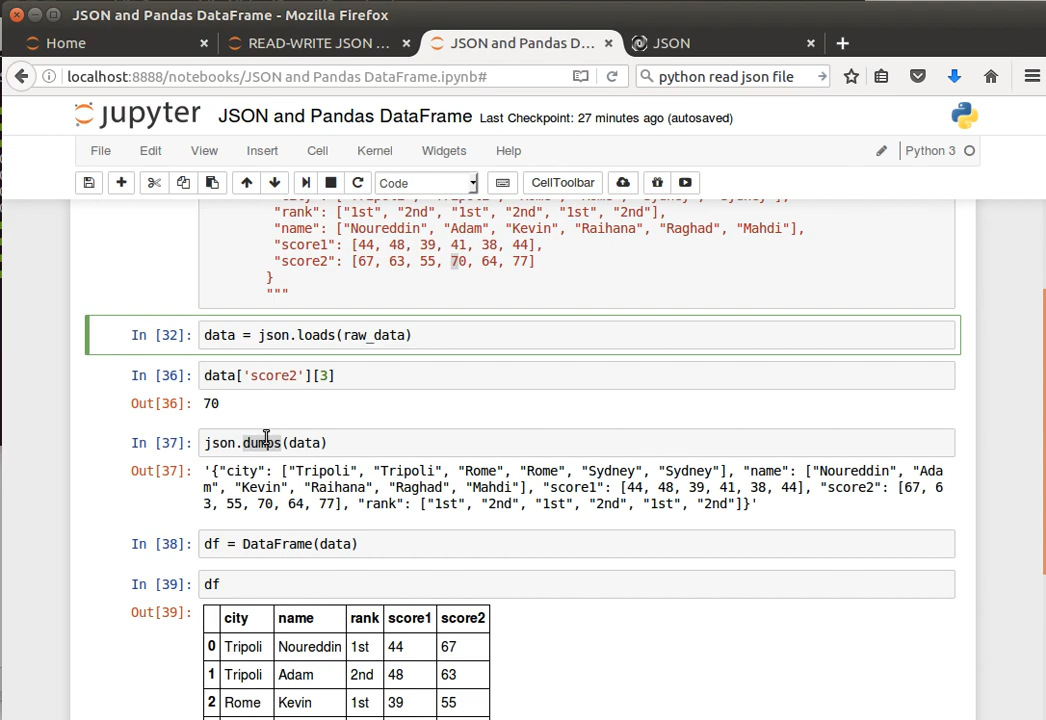 JSON and Pandas DataFrame - Mozilla Firefox
Home × READ-WRITE JSON ... × JSON and Pandas D... × JSON × +
localhost:8888/notebooks/JSON and Pandas DataFrame.ipynb# python read json file
jupyter JSON and Pandas DataFrame Last Checkpoint: 27 minutes ago (autosaved)
File Edit View Insert Cell Kernel Widgets Help Python 3
Code CellToolbar
"rank": ["1st", "2nd", "1st", "2nd", "1st", "2nd"],
"name": ["Noureddin", "Adam", "Kevin", "Raihana", "Raghad", "Mahdi"],
"score1": [44, 48, 39, 41, 38, 44],
"score2": [67, 63, 55, 70, 64, 77]
}
"""
In [32]: data = json.loads(raw_data)
In [36]: data['score2'][3]
Out[36]: 70
In [37]: json.dumps(data)
Out[37]: '{"city": ["Tripoli", "Tripoli", "Rome", "Rome", "Sydney", "Sydney"], "name": ["Noureddin", "Ada
m", "Kevin", "Raihana", "Raghad", "Mahdi"], "score1": [44, 48, 39, 41, 38, 44], "score2": [67, 6
3, 55, 70, 64, 77], "rank": ["1st", "2nd", "1st", "2nd", "1st", "2nd"]}'
In [38]: df = DataFrame(data)
In [39]: df
Out[39]: city name rank score1 score2
0 Tripoli Noureddin 1st 44 67
1 Tripoli Adam 2nd 48 63
2 Rome Kevin 1st 39 55